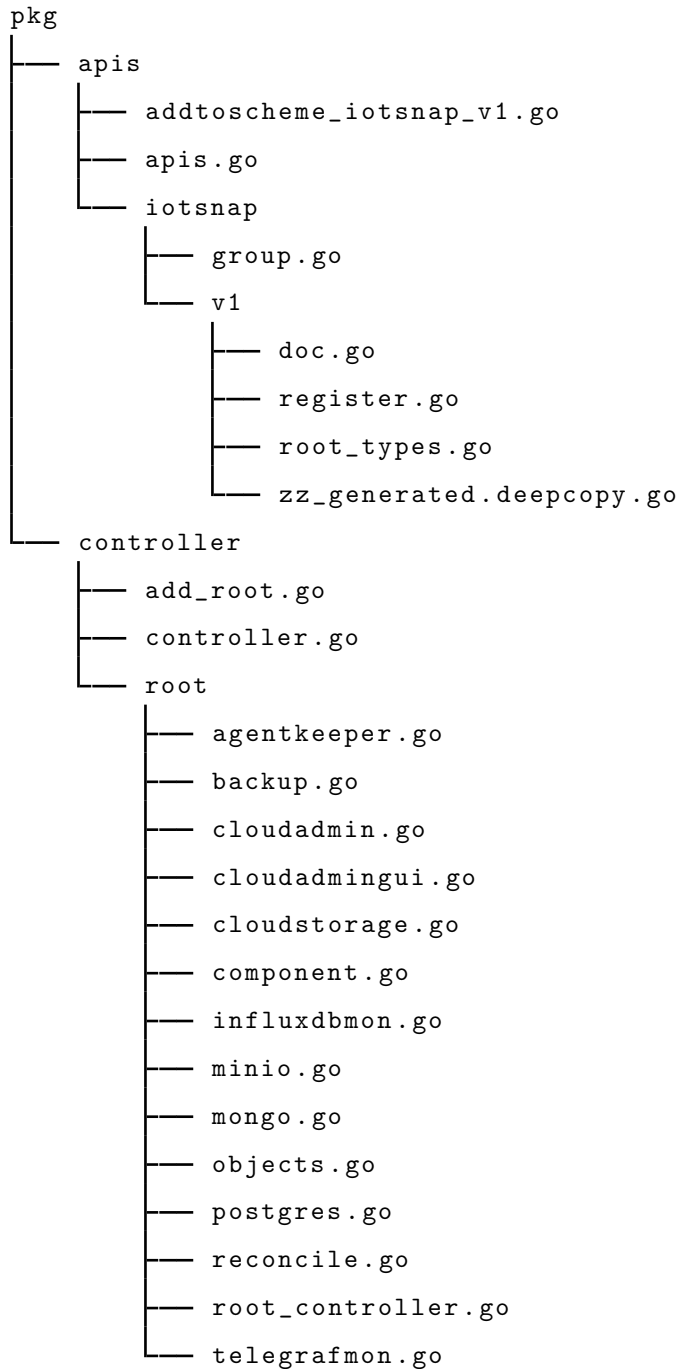 pkg
apis
addtoscheme_iotsnap_v1.go
apis.go
iotsnap
group.go
v1
doc.go
register.go
root_types.go
zz_generated.deepcopy.go
controller
add_root.go
controller.go
root
agentkeeper.go
backup.go
cloudadmin.go
cloudadmingui.go
cloudstorage.go
component.go
influxdbmon.go
minio.go
mongo.go
objects.go
postgres.go
reconcile.go
root_controller.go
telegrafmon.go